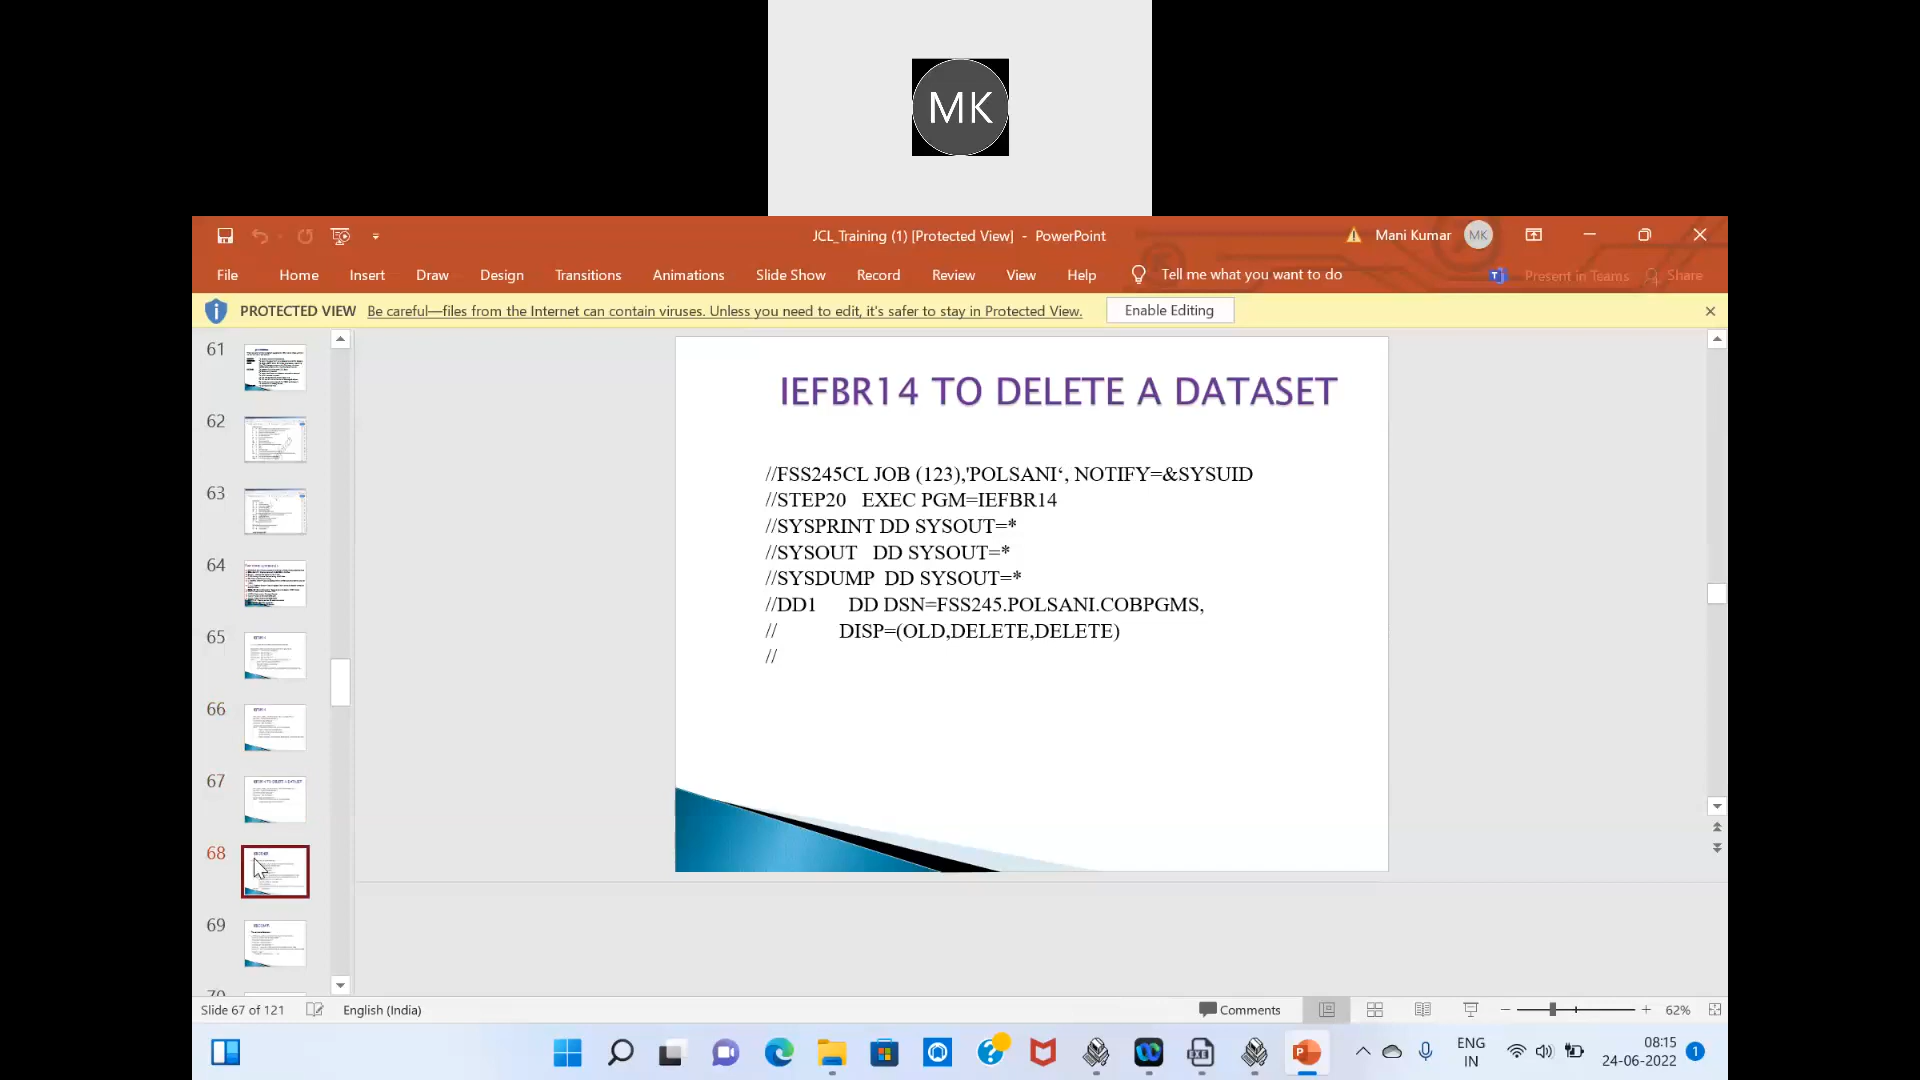 MK
JCL_Training (1) [Protected View] - PowerPoint
Mani Kumar
MK
File
Home
Insert
Draw
Design
Transitions
Animations
Slide Show
Record
Review
View
Help
Tell me what you want to do
Present in Teams
Share
PROTECTED VIEW Be careful—files from the Internet can contain viruses. Unless you need to edit, it's safer to stay in Protected View.
Enable Editing
61
62
63
64
65
66
67
68
69
70
IEFBR14 TO DELETE A DATASET
//FSS245CL JOB (123),'POLSANI‘, NOTIFY=&SYSUID
//STEP20 EXEC PGM=IEFBR14
//SYSPRINT DD SYSOUT=*
//SYSOUT DD SYSOUT=*
//SYSDUMP DD SYSOUT=*
//DD1 DD DSN=FSS245.POLSANI.COBPGMS,
// DISP=(OLD,DELETE,DELETE)
//
Slide 67 of 121
English (India)
Comments
62%
ENG
IN
08:15
24-06-2022
1